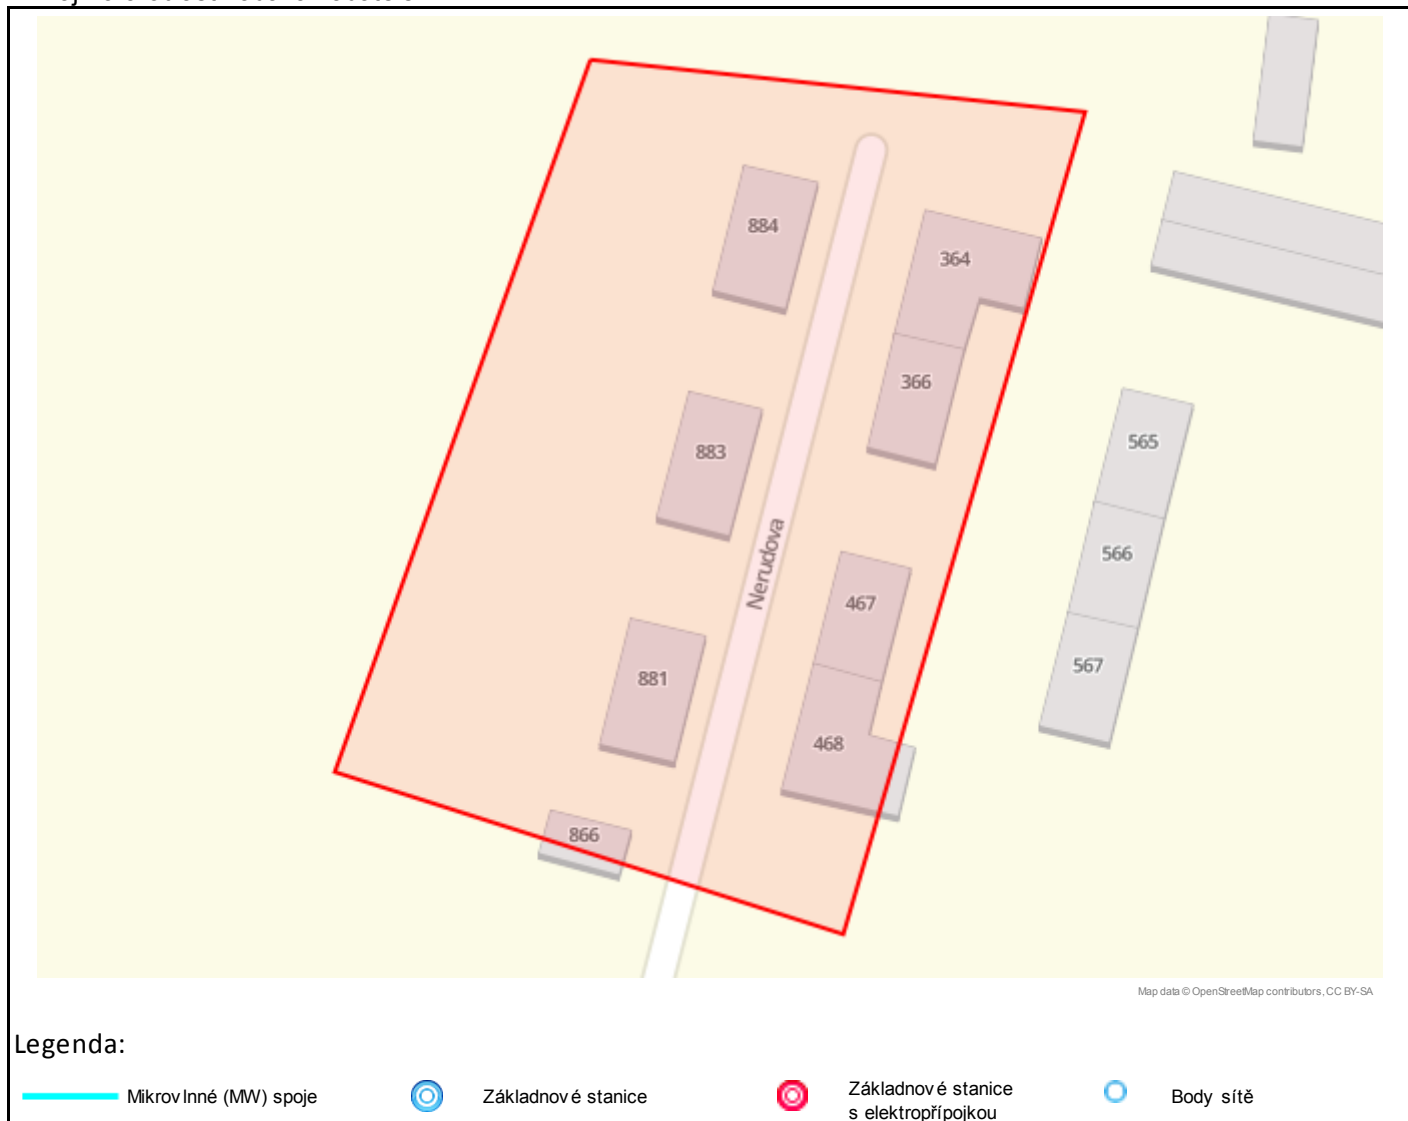 884
364
366
883
565
566
Nerudova
467
567
881
468
866
Map data © OpenStreetMap contributors, CC BY-SA
Legenda:
Mikrovlnné (MW) spoje
Základnové stanice
Základnové stanice
s elektropřípojkou
Body sítě